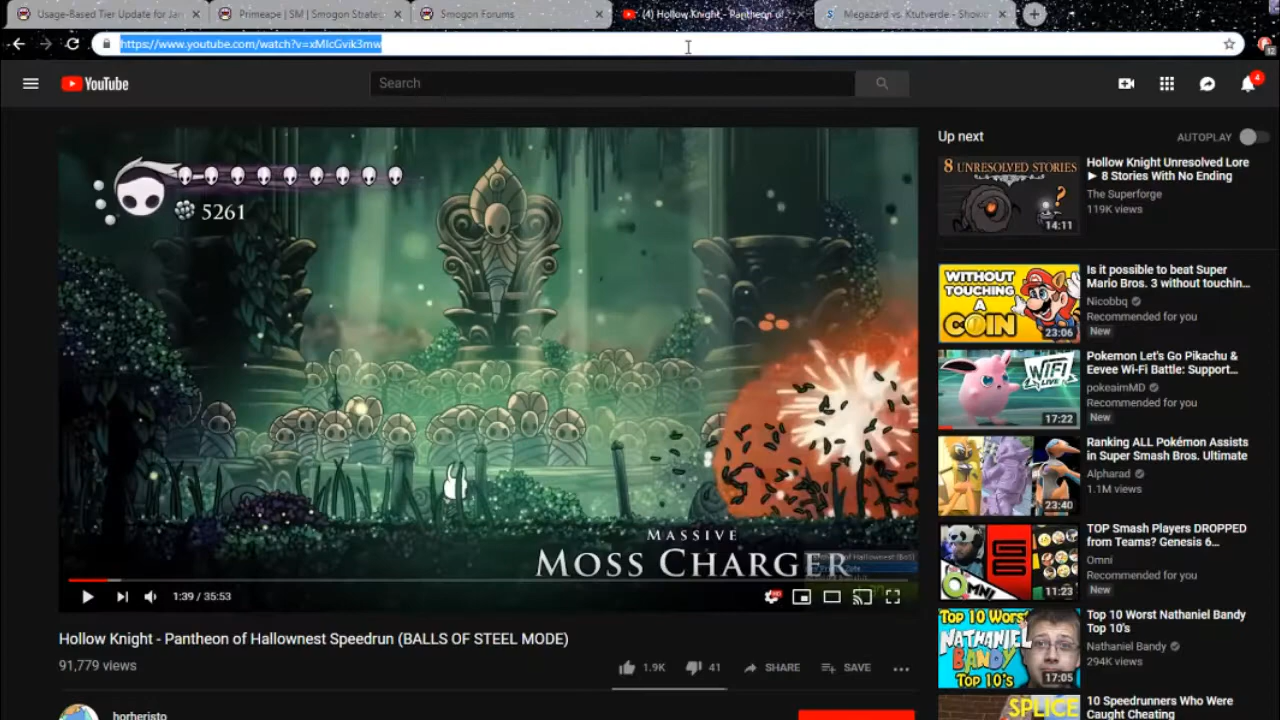 Usage-Based Tier Update for Jan
Primeape | SM | Smogon Strateg
Smogon Forums
(4) Hollow Knight - Pantheon of
Megazard vs. Ktutverde - Showd
https://www.youtube.com/watch?v=xMlcGvik3mw
12
YouTube
Search
4
5261
MASSIVE
MOSS CHARGER
1:39 / 35:53
Hollow Knight - Pantheon of Hallownest Speedrun (BALLS OF STEEL MODE)
91,779 views
1.9K
41
SHARE
SAVE
horheristo
Up next
AUTOPLAY
8 UNRESOLVED STORIES
14:11
Hollow Knight Unresolved Lore
► 8 Stories With No Ending
The Superforge
119K views
WITHOUT
TOUCHING
A
COIN
23:06
Is it possible to beat Super
Mario Bros. 3 without touchin...
Nicobbq
Recommended for you
New
WIFI
LIVE
17:22
Pokemon Let's Go Pikachu &
Eevee Wi-Fi Battle: Support...
pokeaimMD
Recommended for you
New
23:40
Ranking ALL Pokémon Assists
in Super Smash Bros. Ultimate
Alpharad
1.1M views
OMNI
11:23
TOP Smash Players DROPPED
from Teams? Genesis 6...
Omni
Recommended for you
New
Top 10 Worst
NATHANIEL
BANDY
Top 10's
17:05
Top 10 Worst Nathaniel Bandy
Top 10's
Nathaniel Bandy
294K views
SPLICE
10 Speedrunners Who Were
Caught Cheating